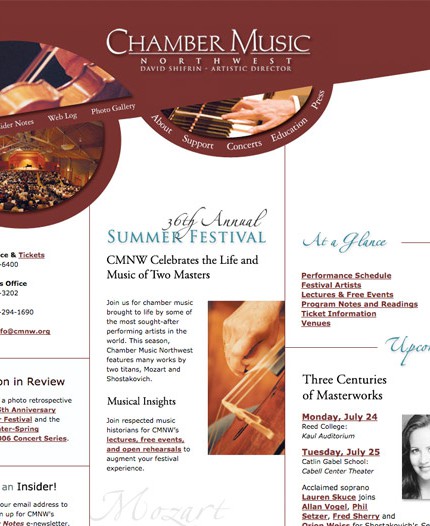 CHAMBER MUSIC
NORTHWEST
DAVID SHIFRIN - ARTISTIC DIRECTOR
ider Notes
Web Log
Photo Gallery
About
Support
Concerts
Education
Press
ce & Tickets
-6400
s Office
-3202
-294-1690
nfo@cmnw.org
on in Review
a photo retrospective
5th Anniversary
r Festival and the
nter-Spring
006 Concert Series.
an Insider!
your email address to
n up for CMNW's
r Notes e-newsletter.
36th Annual
SUMMER FESTIVAL
CMNW Celebrates the Life and
Music of Two Masters
Join us for chamber music
brought to life by some of
the most sought-after
performing artists in the
world. This season,
Chamber Music Northwest
features many works by
two titans, Mozart and
Shostakovich.
Musical Insights
Join respected music
historians for CMNW's
lectures, free events,
and open rehearsals to
augment your festival
experience.
Mozart
At a Glance
Performance Schedule
Festival Artists
Lectures & Free Events
Program Notes and Readings
Ticket Information
Venues
Upcom
Three Centuries
of Masterworks
Monday, July 24
Reed College:
Kaul Auditorium
Tuesday, July 25
Catlin Gabel School:
Cabell Center Theater
Acclaimed soprano
Lauren Skuce joins
Allan Vogel, Phil
Setzer, Fred Sherry and
Orion Weiss for Shostakovich's Se